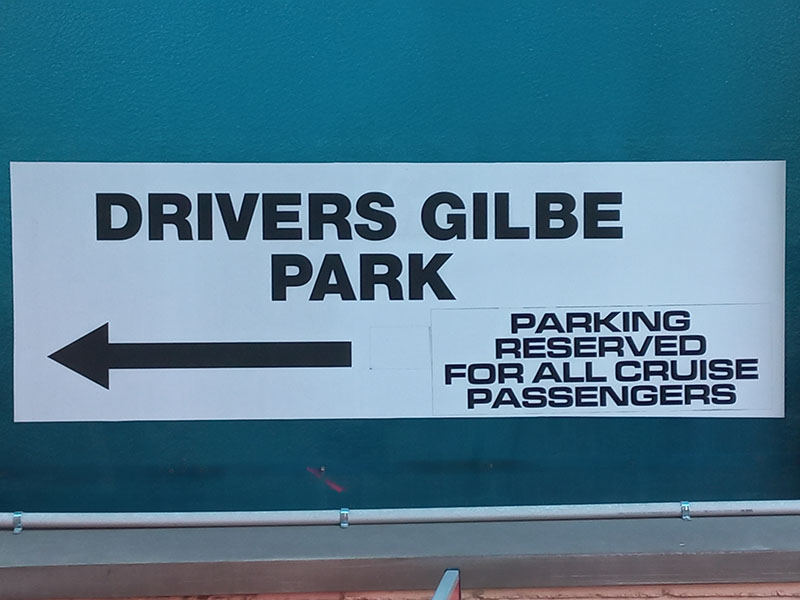 DRIVERS GILBE
PARK
PARKING
RESERVED
FOR ALL CRUISE
PASSENGERS